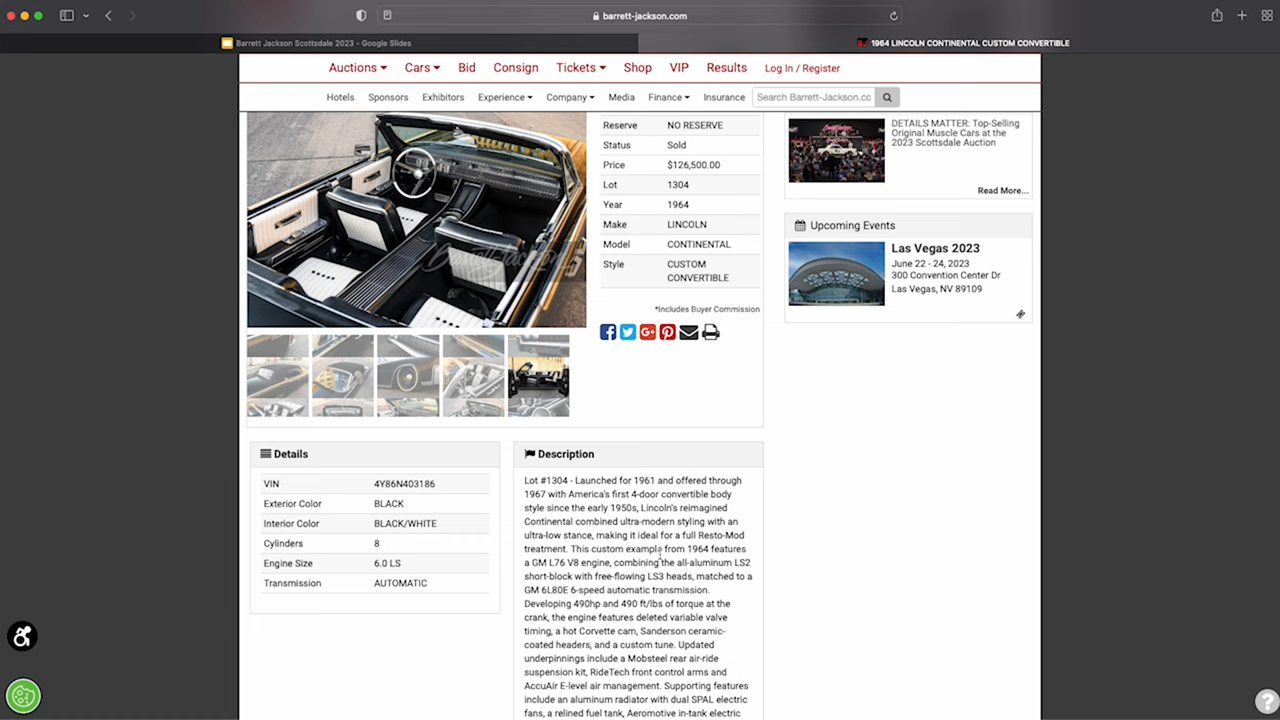 barrett-jackson.com
Barrett Jackson Scottsdale 2023 - Google Slides
1964 LINCOLN CONTINENTAL CUSTOM CONVERTIBLE
Auctions Cars Bid Consign Tickets Shop VIP Results Log In / Register
Hotels Sponsors Exhibitors Experience Company Media Finance Insurance Search Barrett-Jackson.cc
Barrett-Jackson
Reserve NO RESERVE
Status Sold
Price $126,500.00
Lot 1304
Year 1964
Make LINCOLN
Model CONTINENTAL
Style CUSTOM
CONVERTIBLE
*Includes Buyer Commission
DETAILS MATTER: Top-Selling
Original Muscle Cars at the
2023 Scottsdale Auction
Read More...
Upcoming Events
Las Vegas 2023
June 22 - 24, 2023
300 Convention Center Dr
Las Vegas, NV 89109
Details
VIN 4Y86N403186
Exterior Color BLACK
Interior Color BLACK/WHITE
Cylinders 8
Engine Size 6.0 LS
Transmission AUTOMATIC
Description
Lot #1304 - Launched for 1961 and offered through
1967 with America's first 4-door convertible body
style since the early 1950s, Lincoln's reimagined
Continental combined ultra-modern styling with an
ultra-low stance, making it ideal for a full Resto-Mod
treatment. This custom example from 1964 features
a GM L76 V8 engine, combining the all-aluminum LS2
short-block with free-flowing LS3 heads, matched to a
GM 6L80E 6-speed automatic transmission.
Developing 490hp and 490 ft/lbs of torque at the
crank, the engine features deleted variable valve
timing, a hot Corvette cam, Sanderson ceramic-
coated headers, and a custom tune. Updated
underpinnings include a Mobsteel rear air-ride
suspension kit, RideTech front control arms and
AccuAir E-level air management. Supporting features
include an aluminum radiator with dual SPAL electric
fans, a relined fuel tank, Aeromotive in-tank electric